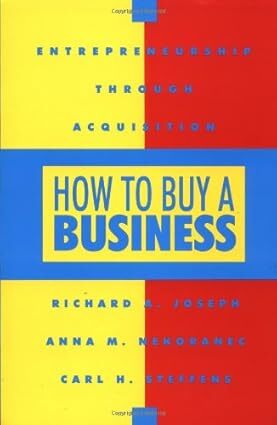 ENTREPRENEURSHIP
THROUGH
ACQUISITION
HOW TO BUY A
BUSINESS
RICHARD A. JOSEPH
ANNA M. NEKORANEC
CARL H. STEFFENS